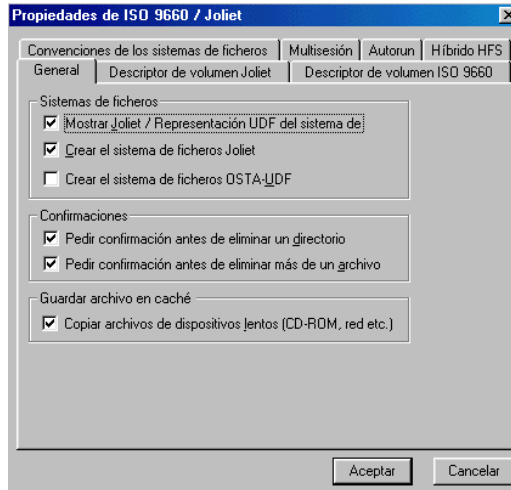 Propiedades de ISO 9660 / Joliet
Convenciones de los sistemas de ficheros Multisesión Autorun Híbrido HFS
General Descriptor de volumen Joliet Descriptor de volumen ISO 9660
Sistemas de ficheros
Mostrar Joliet / Representación UDF del sistema de
Crear el sistema de ficheros Joliet
Crear el sistema de ficheros OSTA-UDF
Confirmaciones
Pedir confirmación antes de eliminar un directorio
Pedir confirmación antes de eliminar más de un archivo
Guardar archivo en caché
Copiar archivos de dispositivos lentos (CD-ROM, red etc.)
Aceptar Cancelar